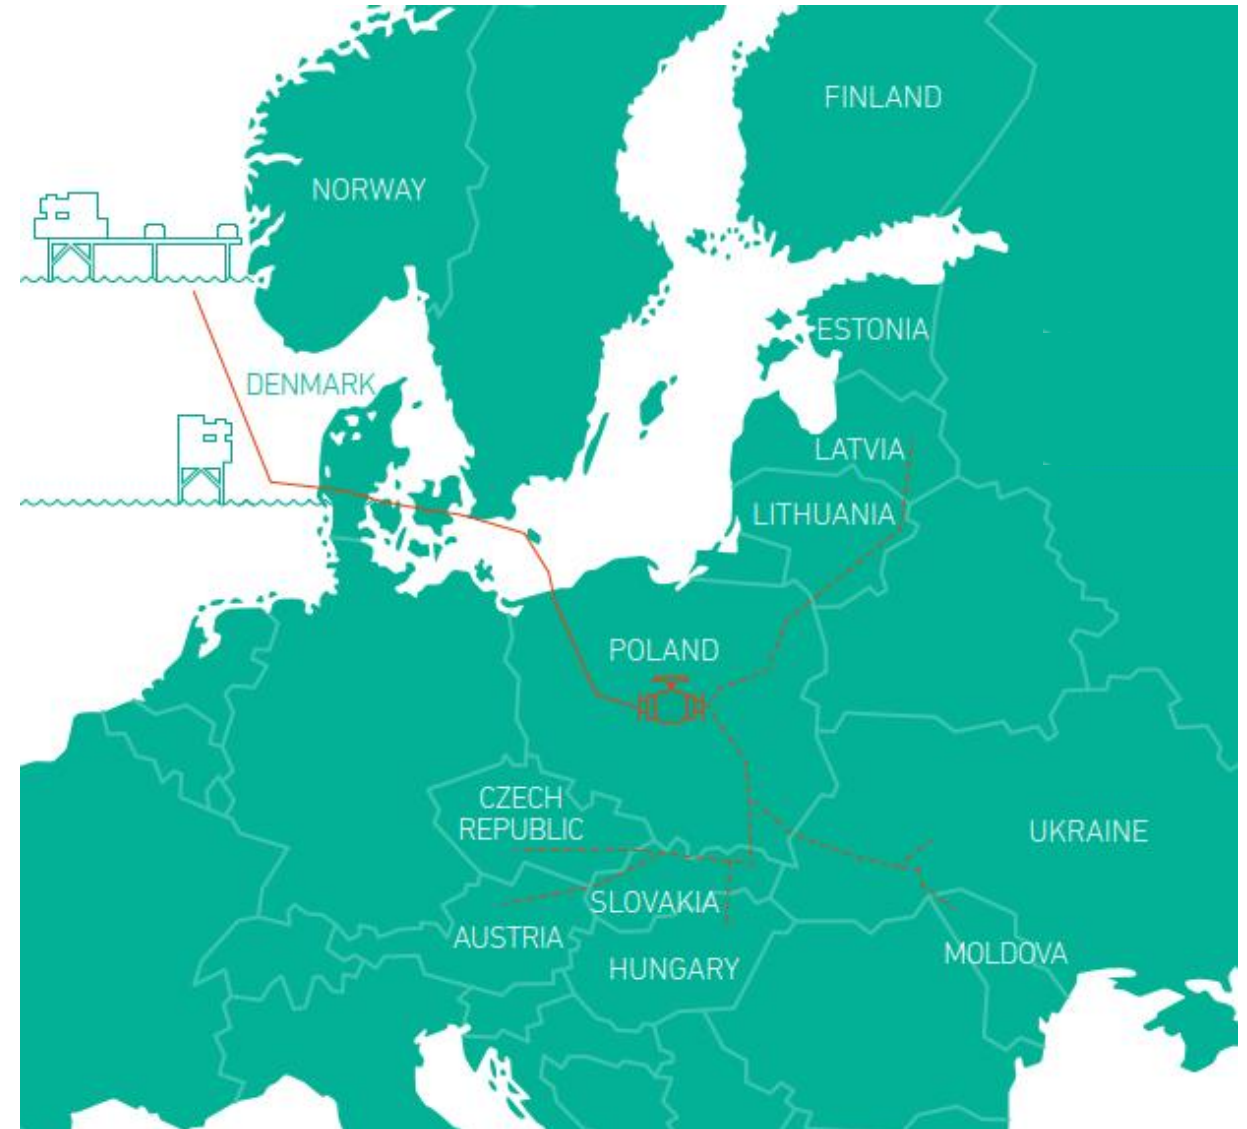 FINLAND
NORWAY
ESTONIA
DENMARK
LATVIA
LITHUANIA
POLAND
CZECH
REPUBLIC
UKRAINE
SLOVAKIA
AUSTRIA
MOLDOVA
HUNGARY